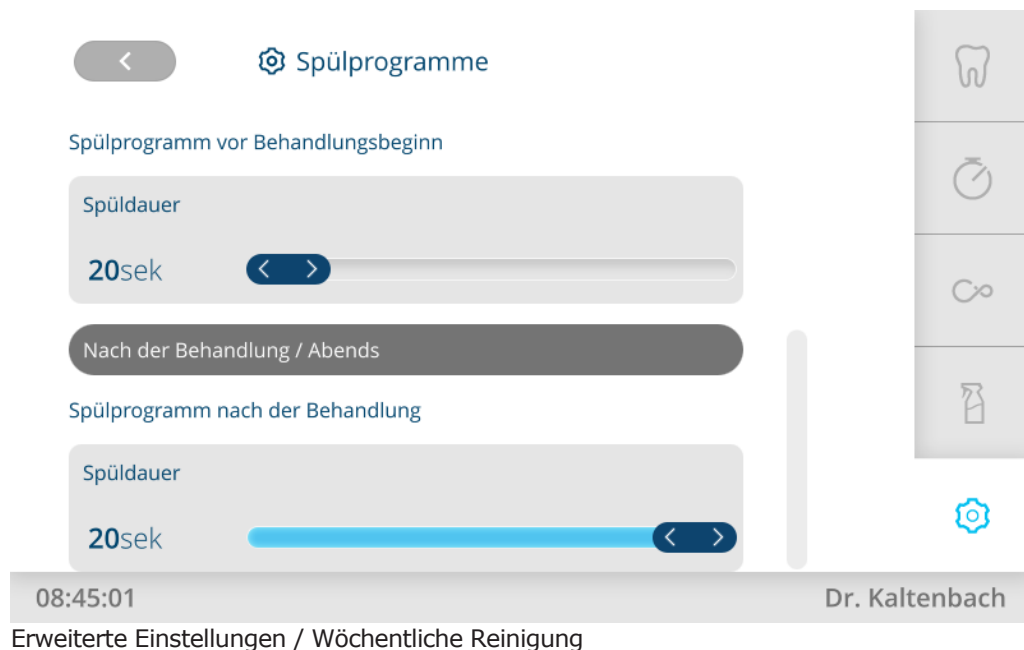 Spülprogramme
Spülprogramm vor Behandlungsbeginn
Spüldauer
20sek
Nach der Behandlung / Abends
Spülprogramm nach der Behandlung
Spüldauer
20sek
08:45:01 Dr. Kaltenbach
Erweiterte Einstellungen / Wöchentliche Reinigung